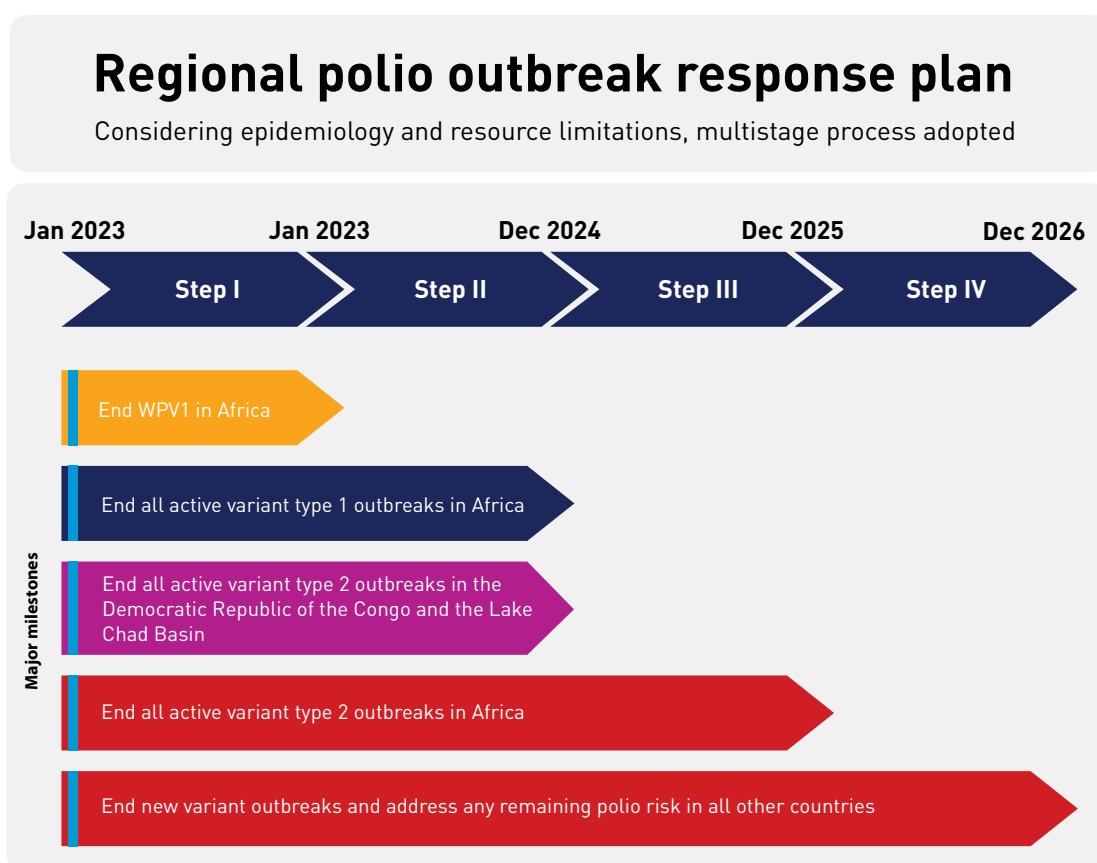 Regional polio outbreak response plan
Considering epidemiology and resource limitations, multistage process adopted
Jan 2023
Jan 2023
Dec 2024
Dec 2025
Dec 2026
Step I
Step II
Step III
Step IV
Major milestones
End WPV1 in Africa
End all active variant type 1 outbreaks in Africa
End all active variant type 2 outbreaks in the
Democratic Republic of the Congo and the Lake
Chad Basin
End all active variant type 2 outbreaks in Africa
End new variant outbreaks and address any remaining polio risk in all other countries